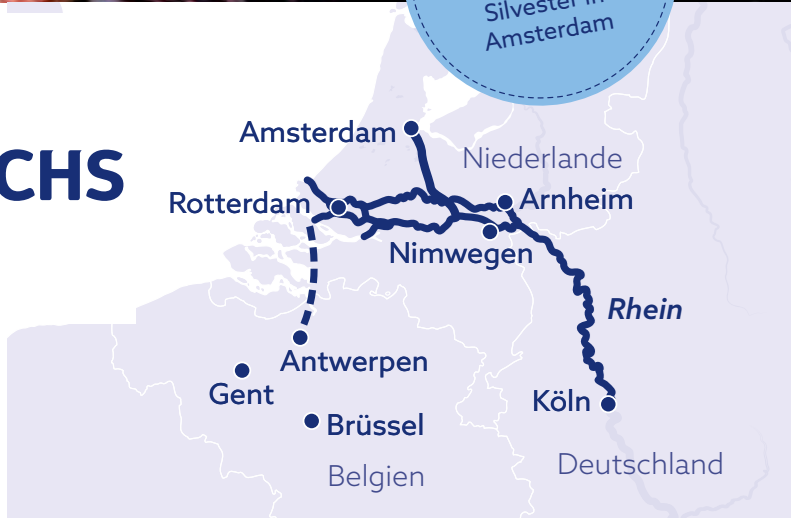 Silvester in
Amsterdam
CHS
Amsterdam
Niederlande
Rotterdam
Arnheim
Nimwegen
Rhein
Antwerpen
Gent
Köln
Brüssel
Belgien
Deutschland